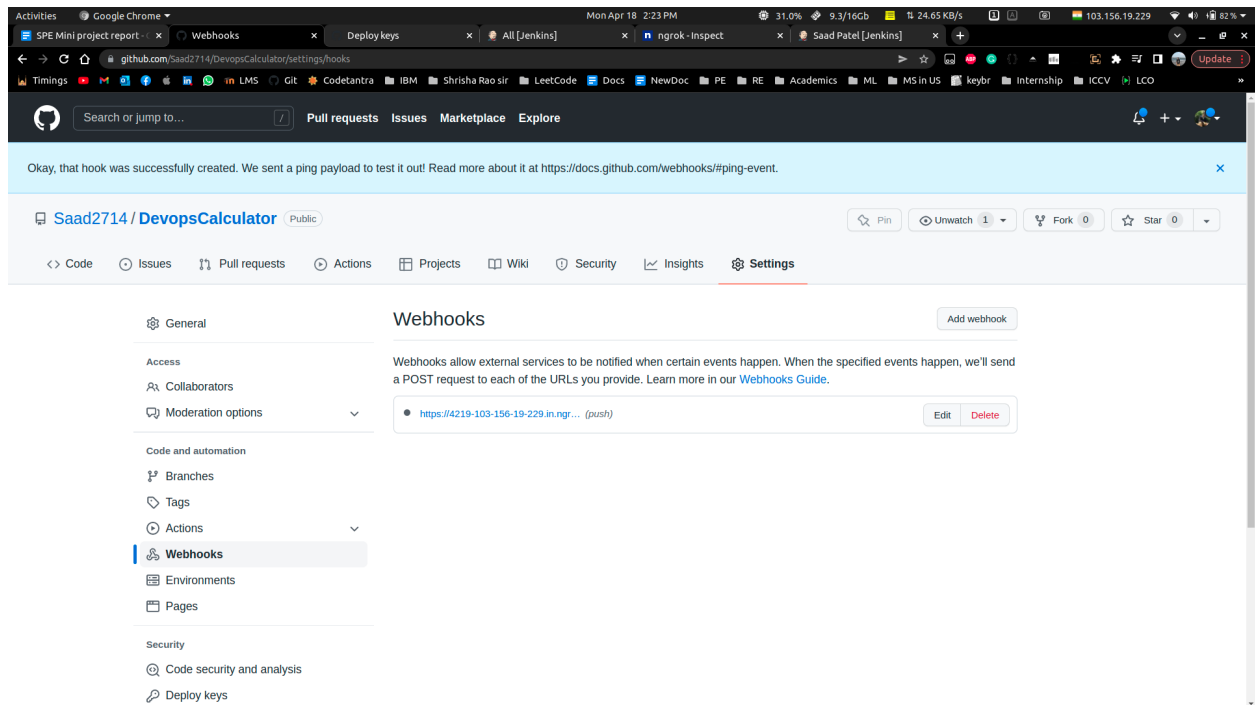 Activities Google Chrome Mon Apr 18 2:23 PM 31.0% 9.3/16Gb 24.65 KB/s 1 A 103.156.19.229 82 %
SPE Mini project report - G Webhooks Deploy keys All [Jenkins] n ngrok - Inspect Saad Patel [Jenkins]
github.com/Saad2714/DevopsCalculator/settings/hooks ABP Update
Timings LMS Git Codetantra IBM Shrisha Rao sir LeetCode Docs NewDoc PE RE Academics ML MS in US keybr Internship ICCV LCO »
Search or jump to... / Pull requests Issues Marketplace Explore
Okay, that hook was successfully created. We sent a ping payload to test it out! Read more about it at https://docs.github.com/webhooks/#ping-event.
Saad2714 / DevopsCalculator Public Pin Unwatch 1 Fork 0 Star 0
Code Issues Pull requests Actions Projects Wiki Security Insights Settings
General
Access
Collaborators
Moderation options
Code and automation
Branches
Tags
Actions
Webhooks
Environments
Pages
Security
Code security and analysis
Deploy keys
Webhooks Add webhook
Webhooks allow external services to be notified when certain events happen. When the specified events happen, we'll send
a POST request to each of the URLs you provide. Learn more in our Webhooks Guide.
https://4219-103-156-19-229.in.ngr… (push) Edit Delete